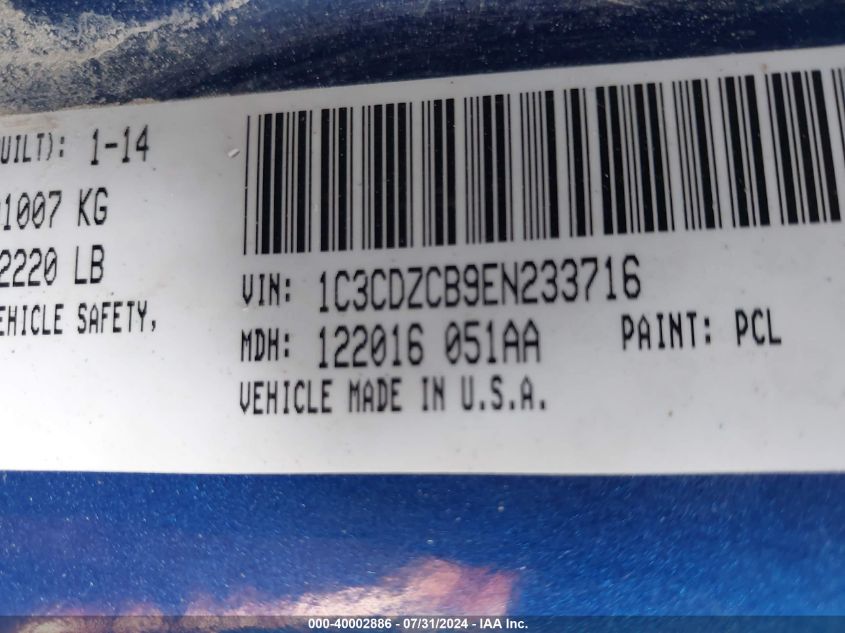 UILT): 1-14
1007 KG
2220 LB
EHICLE SAFETY,
VIN: 1C3CDZCB9EN233716
MDH: 122016 051AA
PAINT: PCL
VEHICLE MADE IN U.S.A.
000-40002886 / 07/31/2024 - IAA Inc.